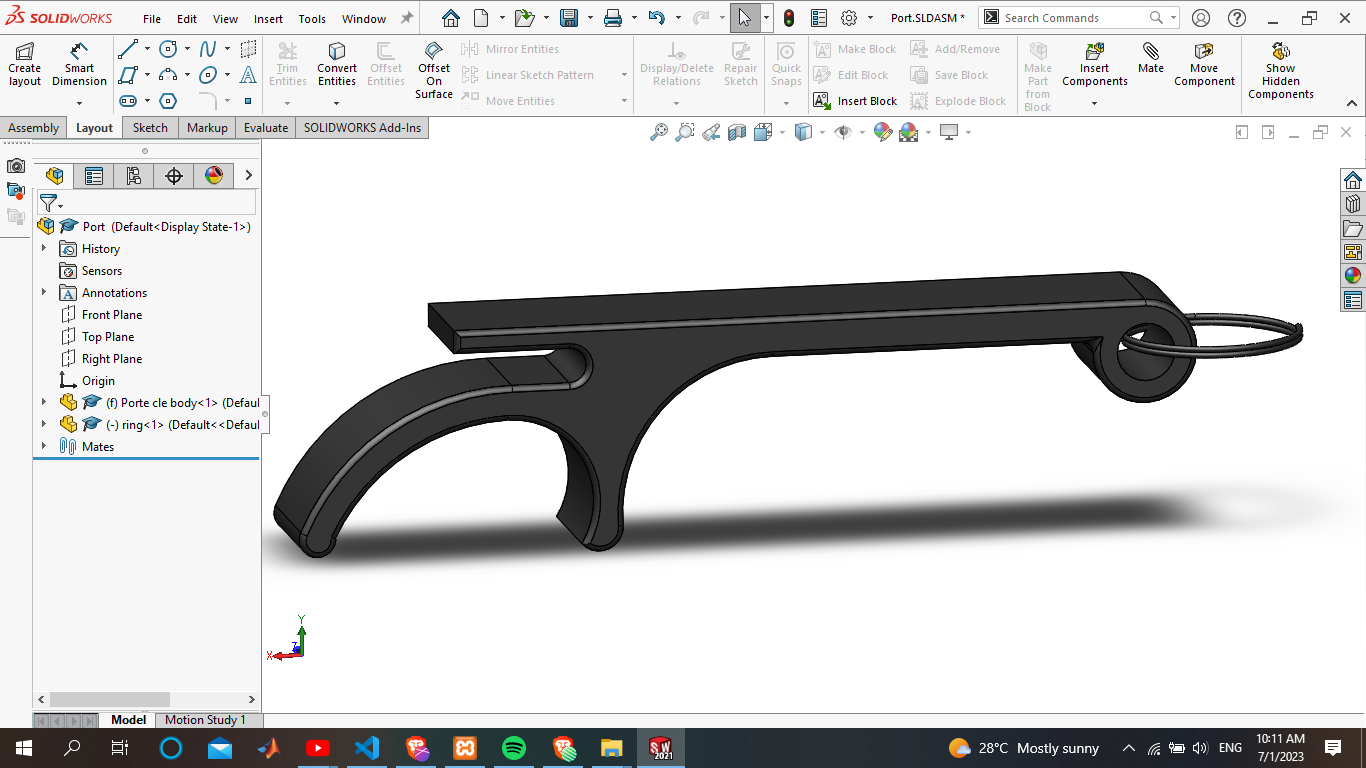 SOLIDWORKS
File Edit View Insert Tools Window
Port.SLDASM *
Search Commands
Create layout
Smart Dimension
Trim Entities
Convert Entities
Offset Entities
Offset On Surface
Mirror Entities
Linear Sketch Pattern
Move Entities
Display/Delete Relations
Repair Sketch
Quick Snaps
Make Block
Edit Block
Insert Block
Add/Remove
Save Block
Explode Block
Make Part from Block
Insert Components
Mate
Move Component
Show Hidden Components
Assembly Layout Sketch Markup Evaluate SOLIDWORKS Add-Ins
Port (Default<Display State-1>)
History
Sensors
Annotations
Front Plane
Top Plane
Right Plane
Origin
(f) Porte cle body<1> (Defaul
(-) ring<1> (Default<<Defaul
Mates
Y
Z
X
Model Motion Study 1
SW 2021
28°C Mostly sunny
ENG
10:11 AM
7/1/2023